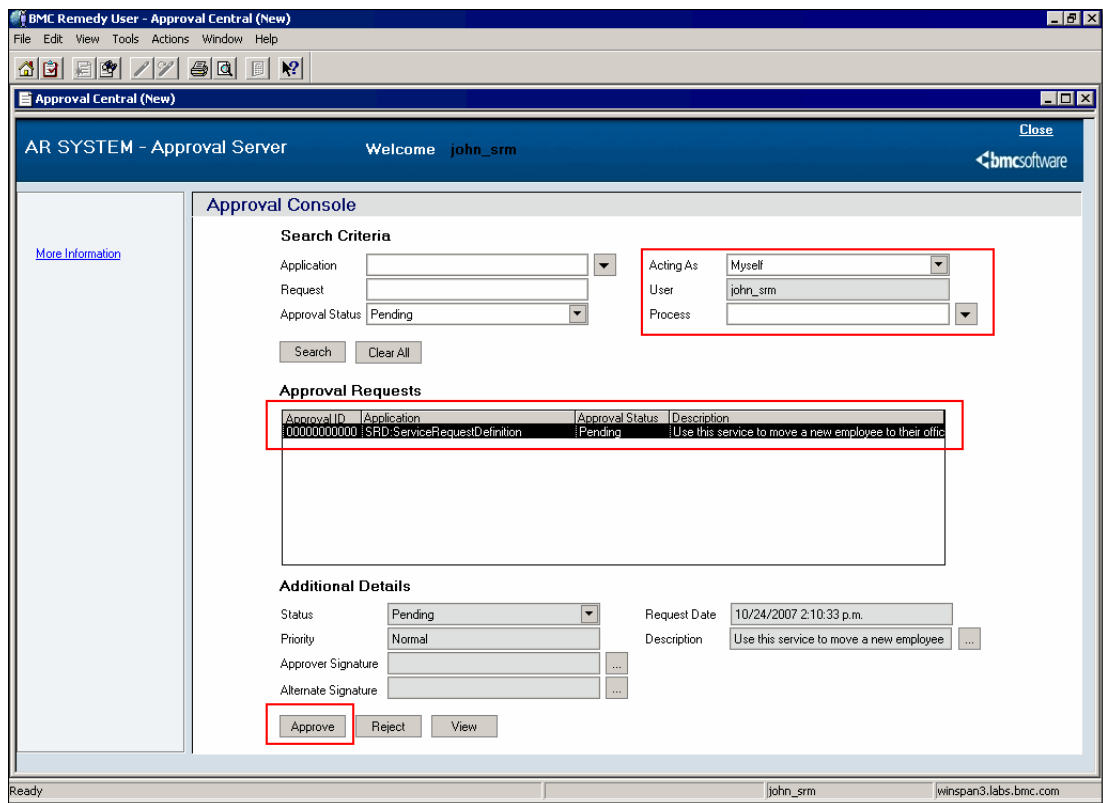 BMC Remedy User - Approval Central (New)
File Edit View Tools Actions Window Help
Approval Central (New)
Close
AR SYSTEM - Approval Server Welcome john_srm
bmcsoftware
Approval Console
More Information
Search Criteria
Application Acting As Myself
Request User john_srm
Approval Status Pending Process
Search Clear All
Approval Requests
Approval ID Application Approval Status Description
00000000000 SRD:ServiceRequestDefinition Pending Use this service to move a new employee to their offic
Additional Details
Status Pending Request Date 10/24/2007 2:10:33 p.m.
Priority Normal Description Use this service to move a new employee ...
Approver Signature ...
Alternate Signature ...
Approve Reject View
Ready john_srm winspan3.labs.bmc.com